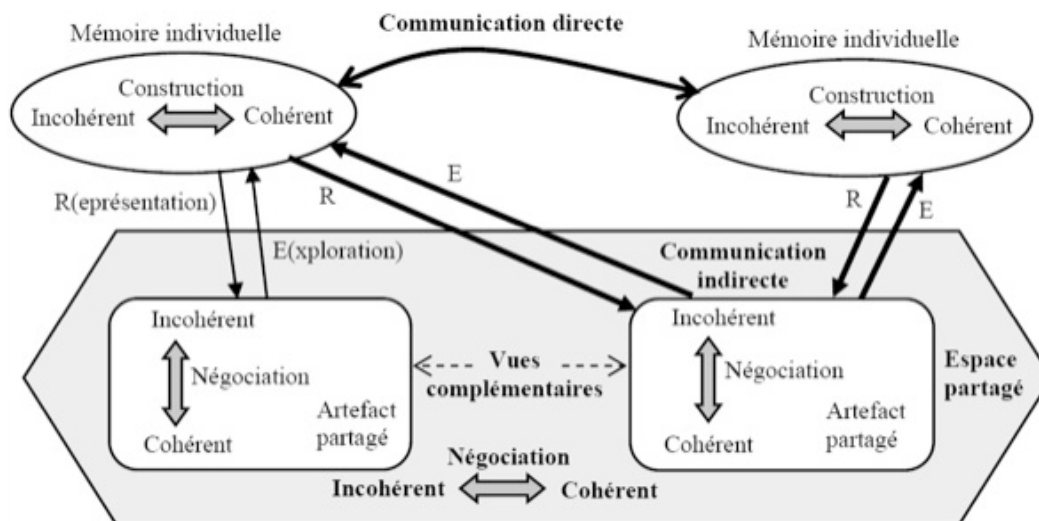 Communication directe
Mémoire individuelle
Mémoire individuelle
Construction
Incohérent
Cohérent
Construction
Incohérent
Cohérent
R(eprésentation)
R
E
R
E
E(xploration)
Communication
indirecte
Incohérent
Négociation
Cohérent
Artefact
partagé
Vues
complémentaires
Incohérent
Négociation
Cohérent
Artefact
partagé
Espace
partagé
Négociation
Incohérent
Cohérent